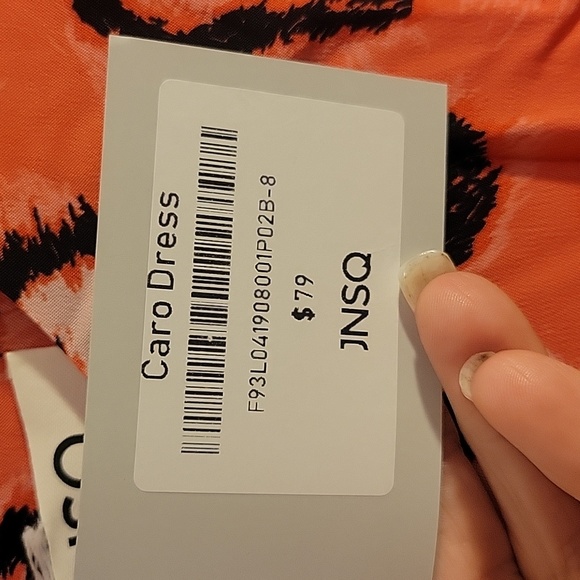 Caro Dress
F93L041908001P02B-8
$79
JNSQ